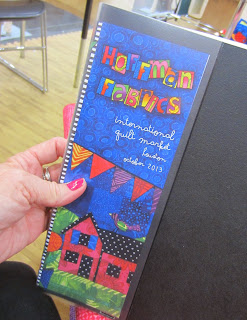 Hoffman
Fabrics
international
quilt market
houston
october 2013